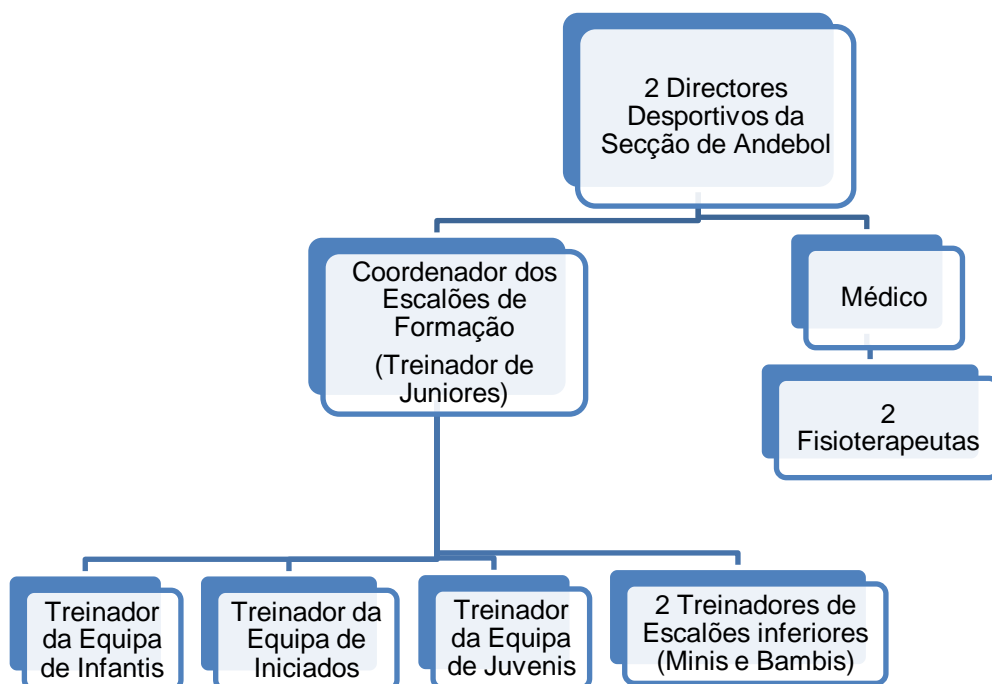 2 Directores
Desportivos da
Secção de Andebol
Coordenador dos
Escalões de
Formação
(Treinador de
Juniores)
Médico
2
Fisioterapeutas
Treinador
da Equipa
de Infantis
Treinador da
Equipa de
Iniciados
Treinador
da Equipa
de Juvenis
2 Treinadores de
Escalões inferiores
(Minis e Bambis)